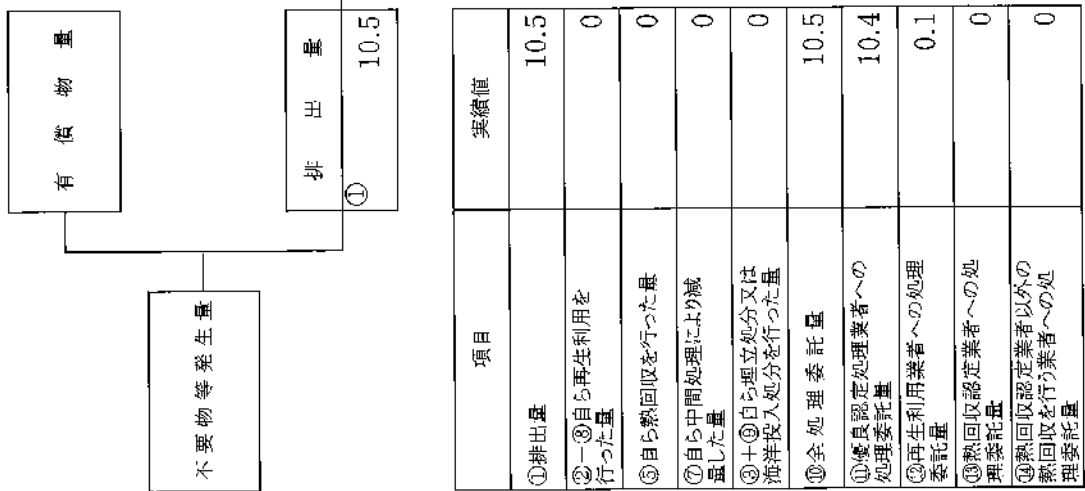 有償物量
不要物等発生量
排出量
①
10.5
項目
実績値
①排出量
10.5
②－⑧自ら再生利用を
行った量
0
⑤自ら熱回収を行った量
0
⑦自ら中間処理により減
量した量
0
③＋⑨自ら埋立処分又は
海洋投入処分を行った量
0
⑩全処理委託量
10.5
⑪優良認定処理業者への
処理委託量
10.4
⑫再生利用業者への処理
委託量
0.1
⑬熱回収認定業者への処
理委託量
0
⑭熱回収認定業者以外の
熱回収を行う業者への処
理委託量
0